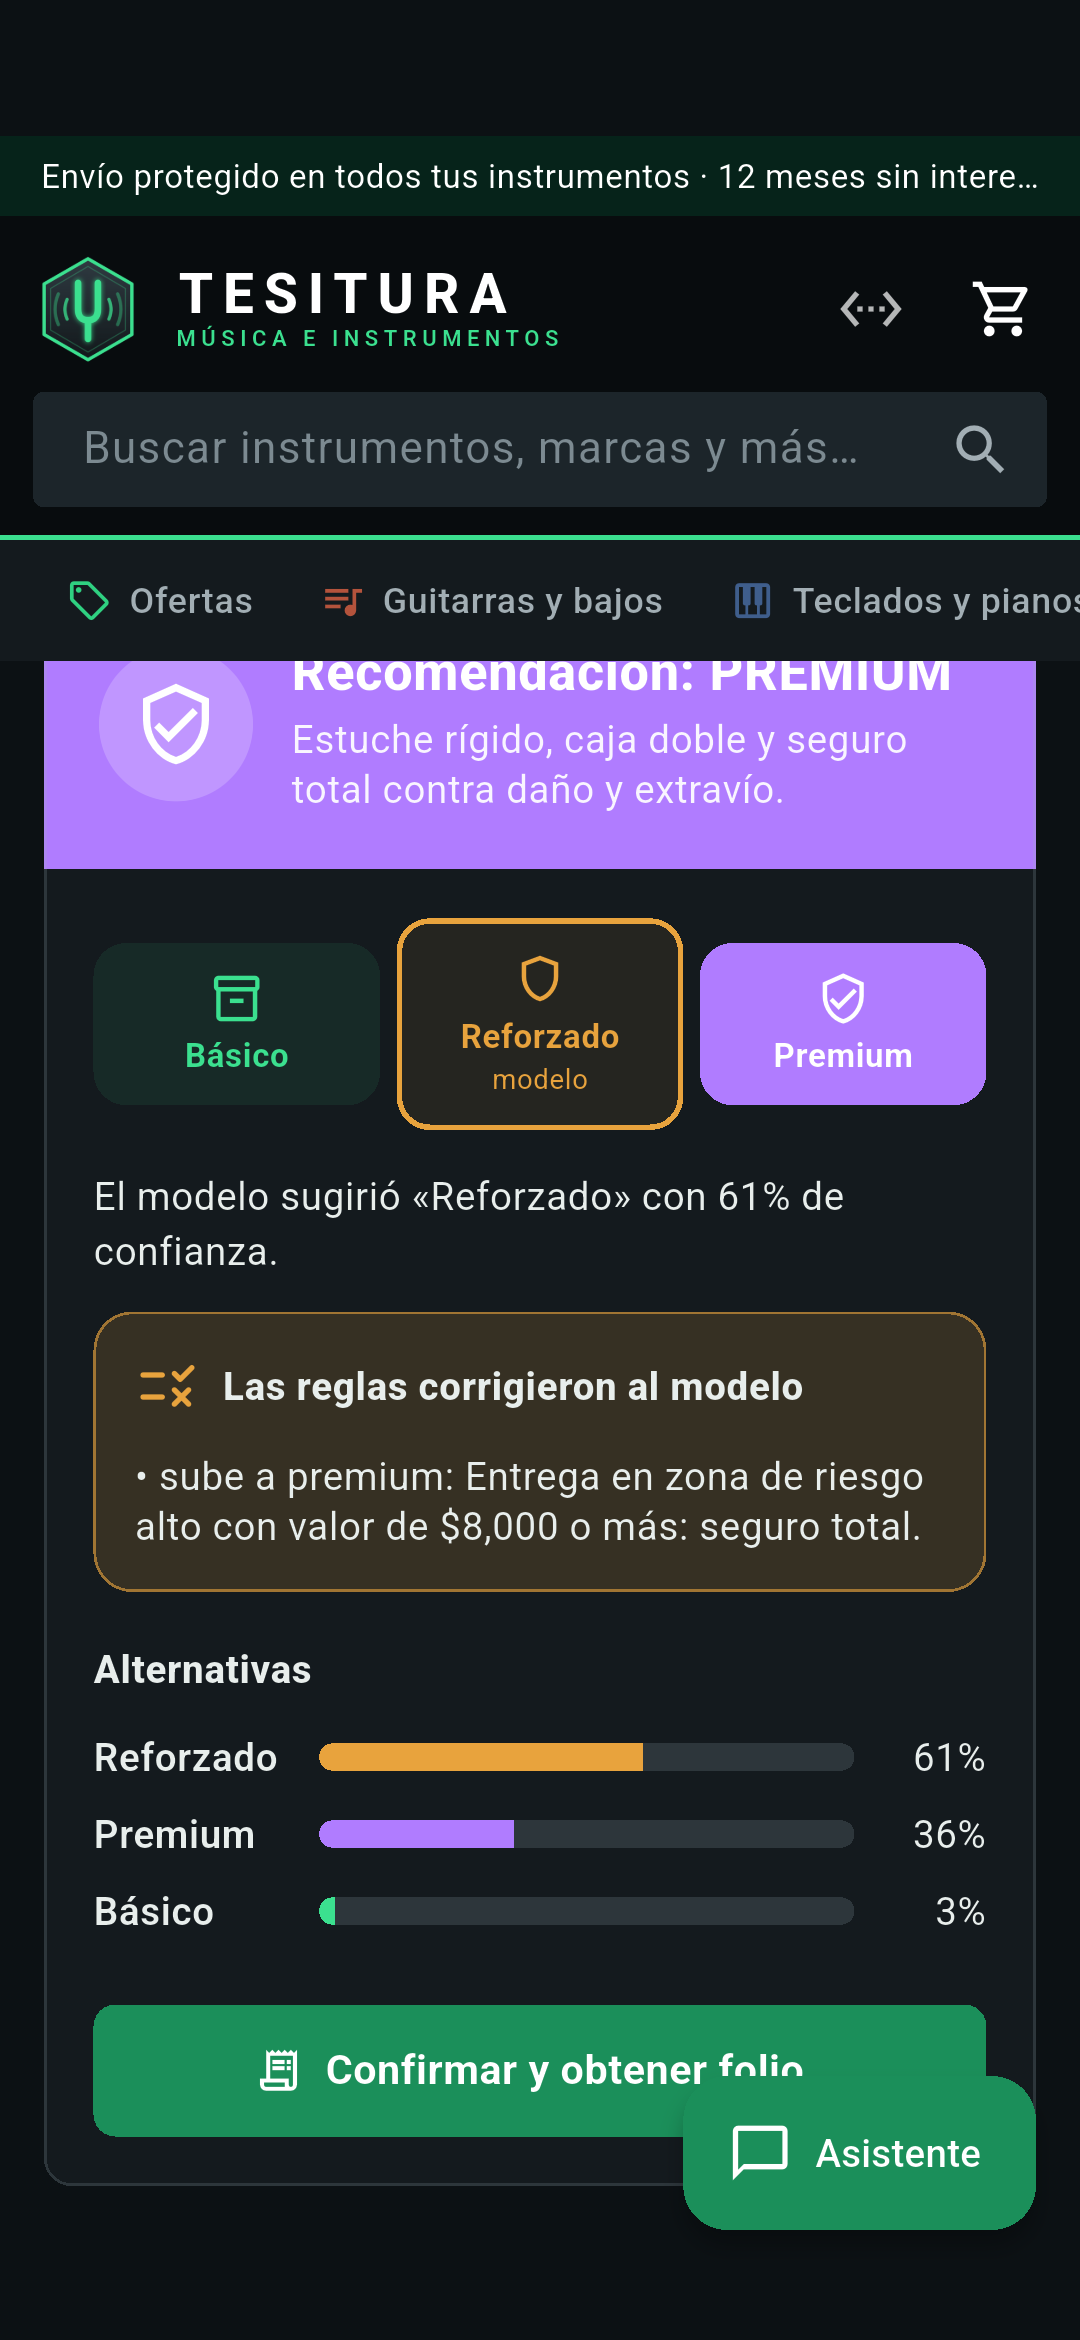 Envío protegido en todos tus instrumentos · 12 meses sin intere...
TESITURA
MÚSICA E INSTRUMENTOS
Buscar instrumentos, marcas y más...
Ofertas
Guitarras y bajos
Teclados y pianos
Recomendación: PREMIUM
Estuche rígido, caja doble y seguro
total contra daño y extravío.
Básico
Reforzado
modelo
Premium
El modelo sugirió «Reforzado» con 61% de
confianza.
Las reglas corrigieron al modelo
• sube a premium: Entrega en zona de riesgo
alto con valor de $8,000 o más: seguro total.
Alternativas
Reforzado 61%
Premium 36%
Básico 3%
Confirmar y obtener folio
Asistente